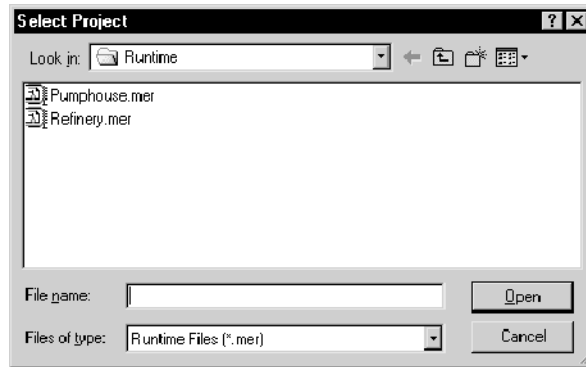 Select Project
Look in: Runtime
Pumphouse.mer
Refinery.mer
File name:
Open
Files of type: Runtime Files (*.mer)
Cancel